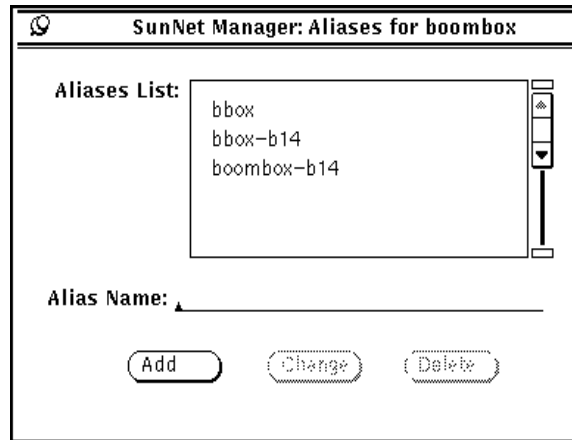 SunNet Manager: Aliases for boombox
Aliases List:
bbox
bbox-b14
boombox-b14
Alias Name:
Add Change Delete